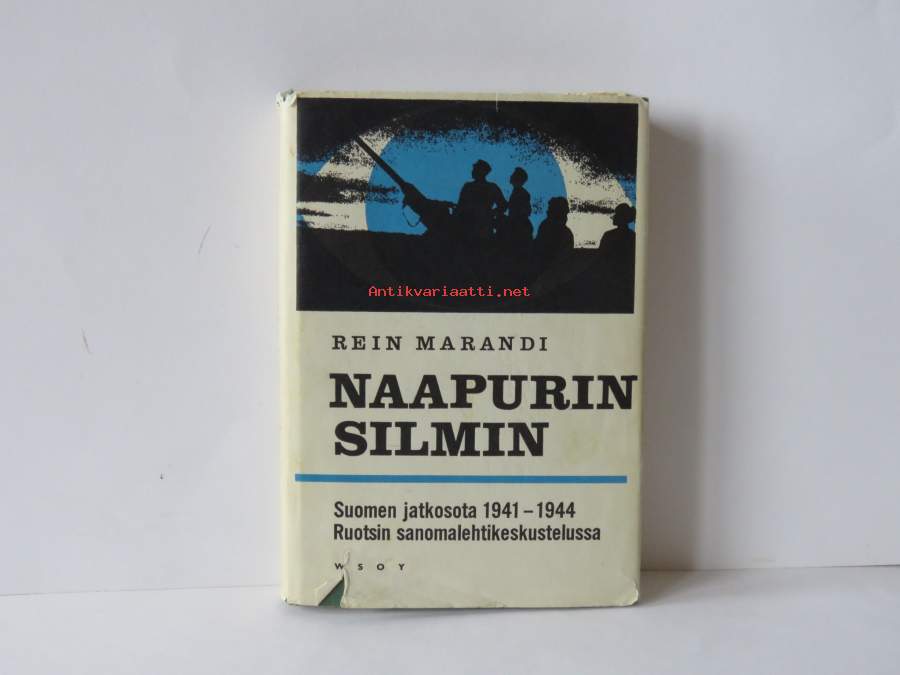 Antikvariaatti.net
REIN MARANDI
NAAPURIN
SILMIN
Suomen jatkosota 1941–1944
Ruotsin sanomalehtikeskustelussa
WSOY